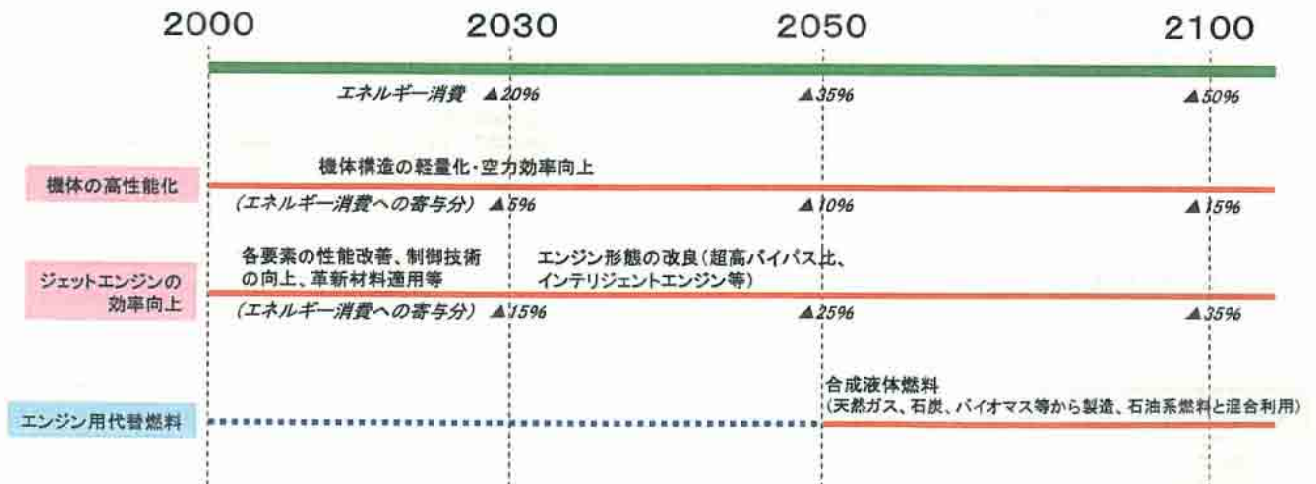 2000 2030 2050 2100
エネルギー消費 ▲20% ▲35% ▲50%
機体の高性能化
機体構造の軽量化・空力効率向上
(エネルギー消費への寄与分) ▲5% ▲10% ▲15%
ジェットエンジンの
効率向上
各要素の性能改善、制御技術
の向上、革新材料適用等
エンジン形態の改良(超高バイパス比、
インテリジェントエンジン等)
(エネルギー消費への寄与分) ▲15% ▲25% ▲35%
エンジン用代替燃料
合成液体燃料
(天然ガス、石炭、バイオマス等から製造、石油系燃料と混合利用)